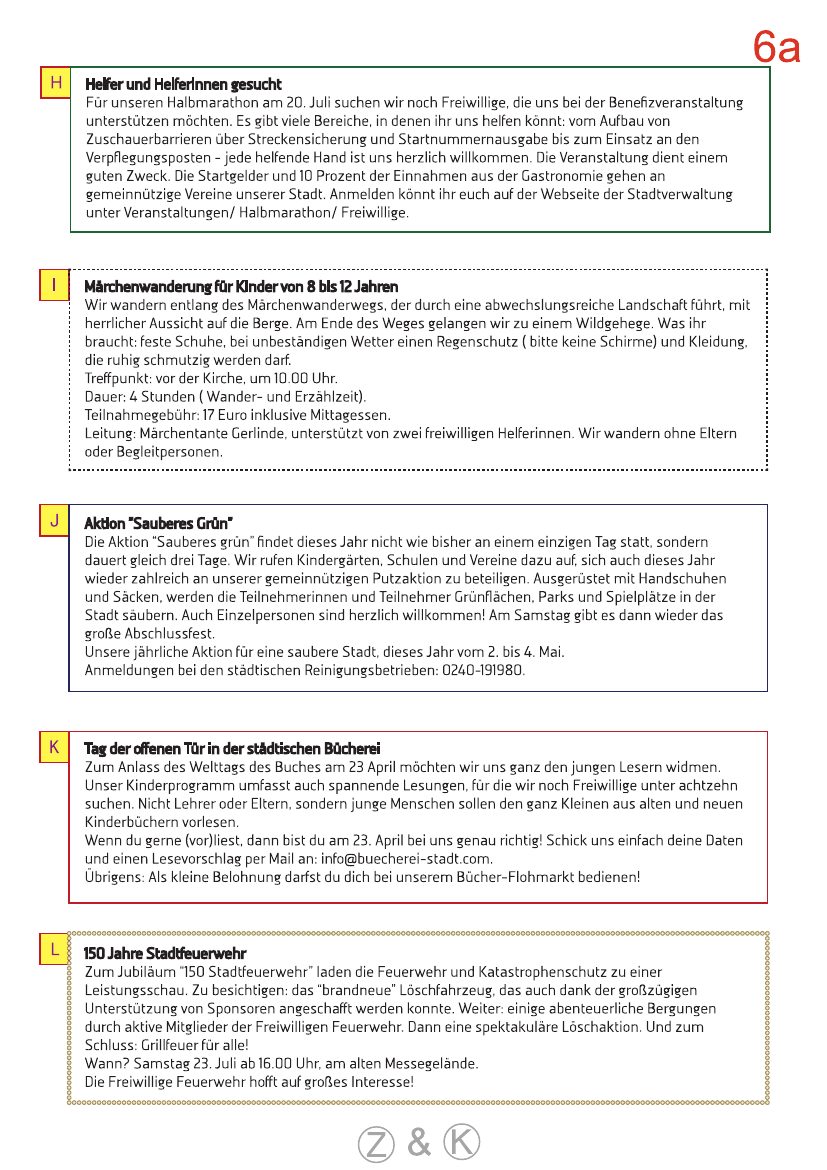 6a
H
Helfer und Helferinnen gesucht
Für unseren Halbmarathon am 20. Juli suchen wir noch Freiwillige, die uns bei der Benefizveranstaltung
unterstützen möchten. Es gibt viele Bereiche, in denen ihr uns helfen könnt: vom Aufbau von
Zuschauerbarrieren über Streckensicherung und Startnummernausgabe bis zum Einsatz an den
Verpflegungsposten - jede helfende Hand ist uns herzlich willkommen. Die Veranstaltung dient einem
guten Zweck. Die Startgelder und 10 Prozent der Einnahmen aus der Gastronomie gehen an
gemeinnützige Vereine unserer Stadt. Anmelden könnt ihr euch auf der Webseite der Stadtverwaltung
unter Veranstaltungen/ Halbmarathon/ Freiwillige.
I
Märchenwanderung für Kinder von 8 bis 12 Jahren
Wir wandern entlang des Märchenwanderwegs, der durch eine abwechslungsreiche Landschaft führt, mit
herrlicher Aussicht auf die Berge. Am Ende des Weges gelangen wir zu einem Wildgehege. Was ihr
braucht: feste Schuhe, bei unbeständigen Wetter einen Regenschutz ( bitte keine Schirme) und Kleidung,
die ruhig schmutzig werden darf.
Treffpunkt: vor der Kirche, um 10.00 Uhr.
Dauer: 4 Stunden ( Wander- und Erzählzeit).
Teilnahmegebühr: 17 Euro inklusive Mittagessen.
Leitung: Märchentante Gerlinde, unterstützt von zwei freiwilligen Helferinnen. Wir wandern ohne Eltern
oder Begleitpersonen.
J
Aktion "Sauberes Grün"
Die Aktion "Sauberes grün" findet dieses Jahr nicht wie bisher an einem einzigen Tag statt, sondern
dauert gleich drei Tage. Wir rufen Kindergärten, Schulen und Vereine dazu auf, sich auch dieses Jahr
wieder zahlreich an unserer gemeinnützigen Putzaktion zu beteiligen. Ausgerüstet mit Handschuhen
und Säcken, werden die Teilnehmerinnen und Teilnehmer Grünflächen, Parks und Spielplätze in der
Stadt säubern. Auch Einzelpersonen sind herzlich willkommen! Am Samstag gibt es dann wieder das
große Abschlussfest.
Unsere jährliche Aktion für eine saubere Stadt, dieses Jahr vom 2. bis 4. Mai.
Anmeldungen bei den städtischen Reinigungsbetrieben: 0240-191980.
K
Tag der offenen Tür in der städtischen Bücherei
Zum Anlass des Welttags des Buches am 23 April möchten wir uns ganz den jungen Lesern widmen.
Unser Kinderprogramm umfasst auch spannende Lesungen, für die wir noch Freiwillige unter achtzehn
suchen. Nicht Lehrer oder Eltern, sondern junge Menschen sollen den ganz Kleinen aus alten und neuen
Kinderbüchern vorlesen.
Wenn du gerne (vor)liest, dann bist du am 23. April bei uns genau richtig! Schick uns einfach deine Daten
und einen Lesevorschlag per Mail an: info@buecherei-stadt.com.
Übrigens: Als kleine Belohnung darfst du dich bei unserem Bücher-Flohmarkt bedienen!
L
150 Jahre Stadtfeuerwehr
Zum Jubiläum "150 Stadtfeuerwehr" laden die Feuerwehr und Katastrophenschutz zu einer
Leistungsschau. Zu besichtigen: das "brandneue" Löschfahrzeug, das auch dank der großzügigen
Unterstützung von Sponsoren angeschafft werden konnte. Weiter: einige abenteuerliche Bergungen
durch aktive Mitglieder der Freiwilligen Feuerwehr. Dann eine spektakuläre Löschaktion. Und zum
Schluss: Grillfeuer für alle!
Wann? Samstag 23. Juli ab 16.00 Uhr, am alten Messegelände.
Die Freiwillige Feuerwehr hofft auf großes Interesse!
Z & K